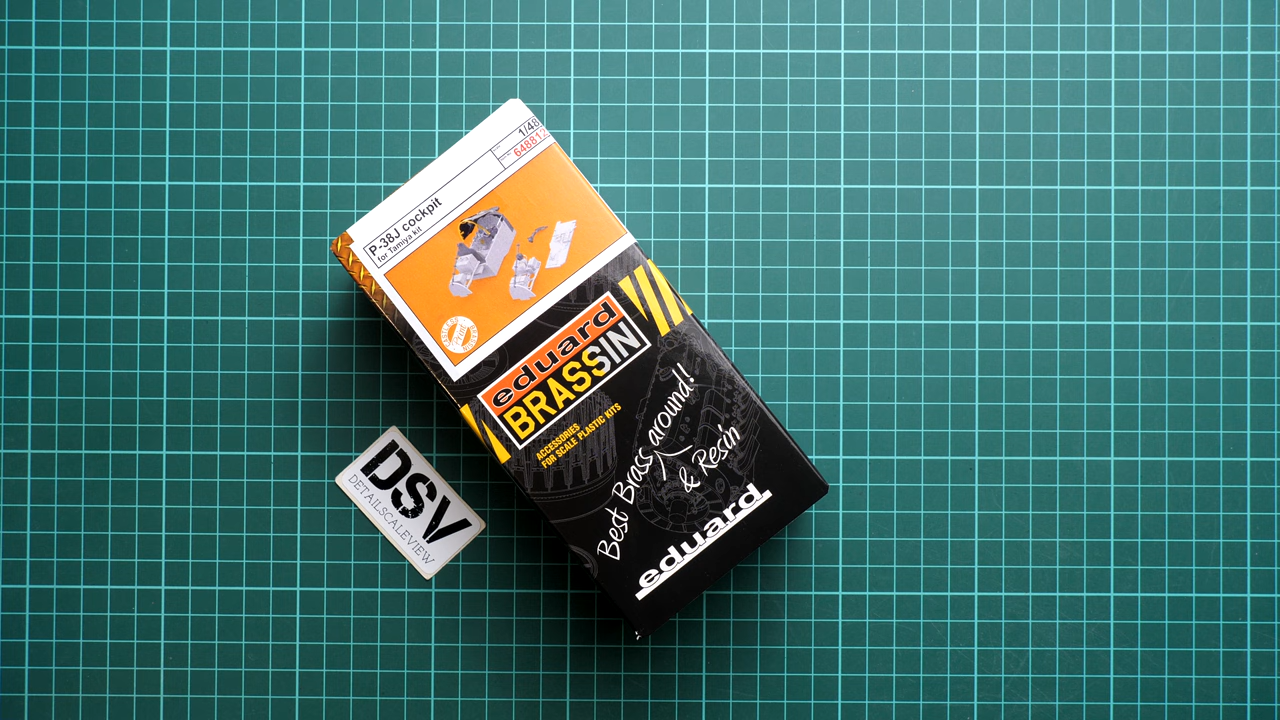 1/48
648812
P-38J cockpit
for Tamiya kit
eduard
BRASSIN
ACCESSORIES
FOR SCALE PLASTIC KITS
Best Brass around!
& Resin
eduard
DSV
DETAILSCALEVIEW